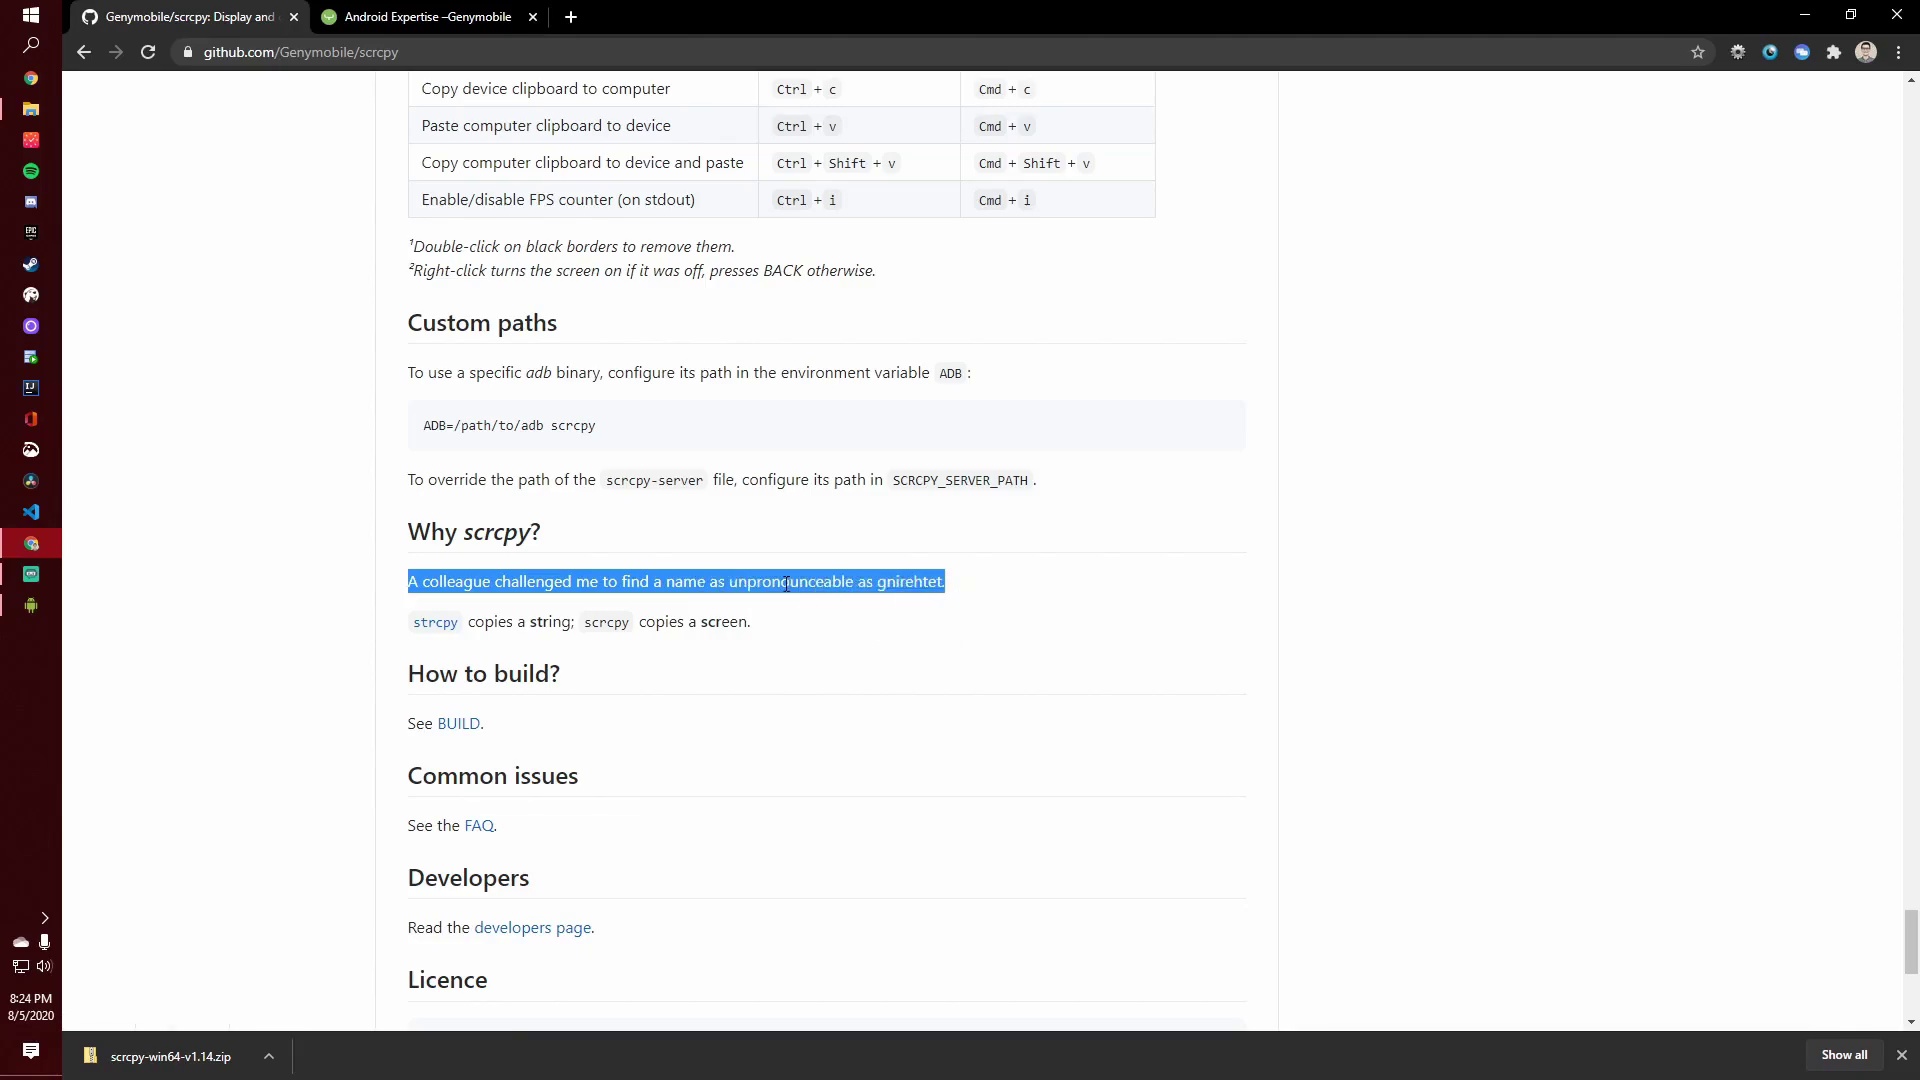 Genymobile/scrcpy: Display and
Android Expertise –Genymobile
github.com/Genymobile/scrcpy
Copy device clipboard to computer Ctrl + c Cmd + c
Paste computer clipboard to device Ctrl + v Cmd + v
Copy computer clipboard to device and paste Ctrl + Shift + v Cmd + Shift + v
Enable/disable FPS counter (on stdout) Ctrl + i Cmd + i
¹Double-click on black borders to remove them.
²Right-click turns the screen on if it was off, presses BACK otherwise.
Custom paths
To use a specific adb binary, configure its path in the environment variable ADB :
ADB=/path/to/adb scrcpy
To override the path of the scrcpy-server file, configure its path in SCRCPY_SERVER_PATH .
Why scrcpy?
A colleague challenged me to find a name as unpronounceable as gnirehtet.
strcpy copies a string; scrcpy copies a screen.
How to build?
See BUILD.
Common issues
See the FAQ.
Developers
Read the developers page.
Licence
EPIC
IJ
8:24 PM
8/5/2020
scrcpy-win64-v1.14.zip
Show all